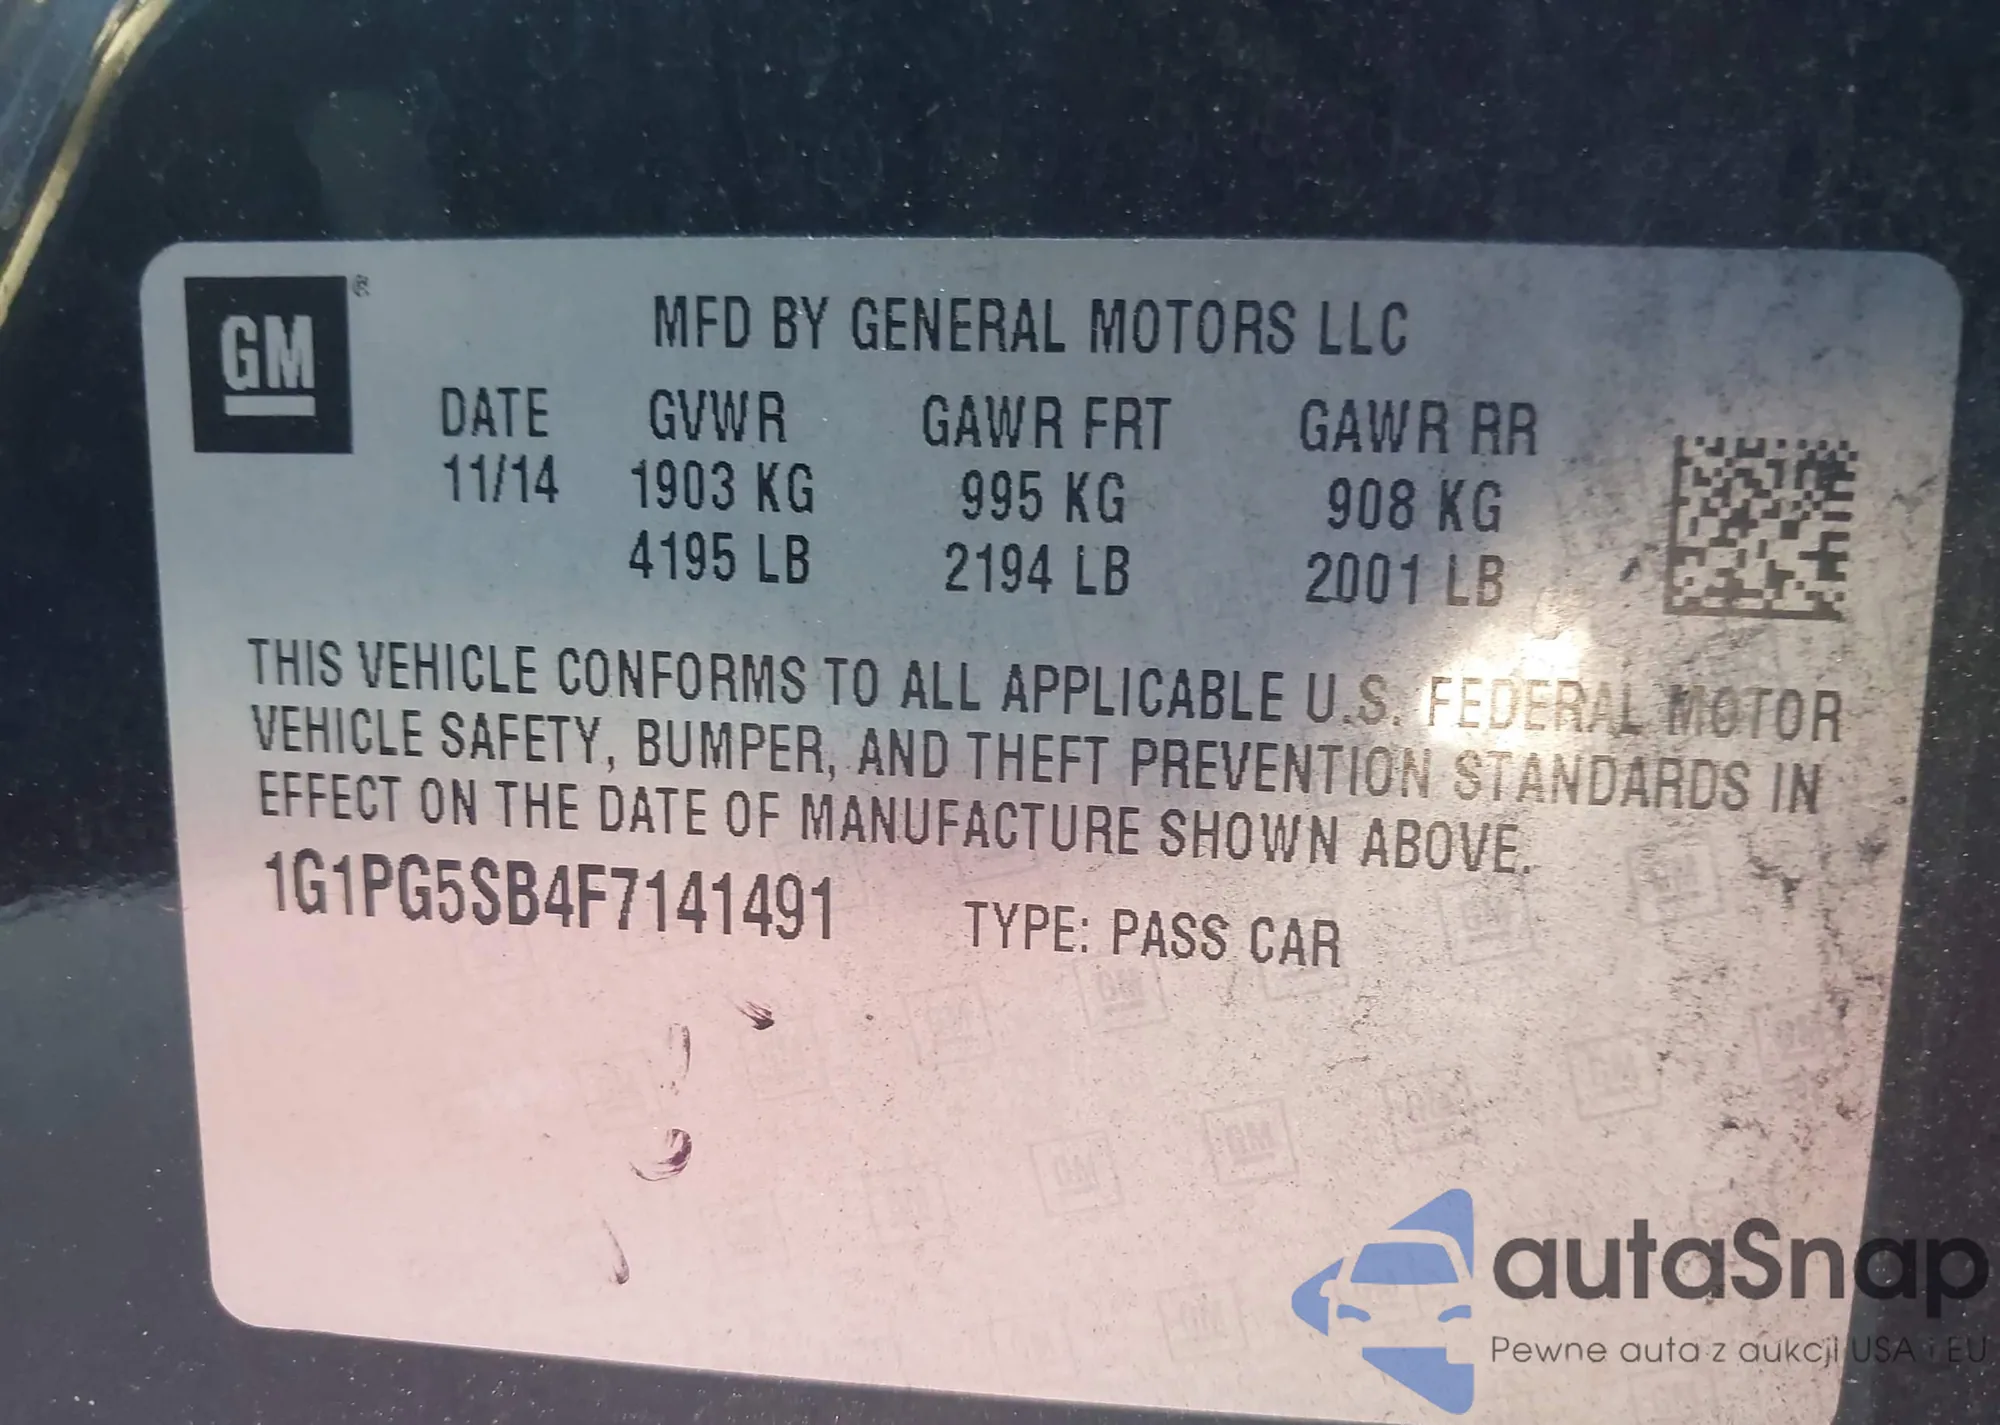 GM®
MFD BY GENERAL MOTORS LLC
DATE GVWR GAWR FRT GAWR RR
11/14 1903 KG 995 KG 908 KG
4195 LB 2194 LB 2001 LB
THIS VEHICLE CONFORMS TO ALL APPLICABLE U.S. FEDERAL MOTOR
VEHICLE SAFETY, BUMPER, AND THEFT PREVENTION STANDARDS IN
EFFECT ON THE DATE OF MANUFACTURE SHOWN ABOVE.
1G1PG5SB4F7141491 TYPE: PASS CAR
autaSnap
Pewne auta z aukcji USA i EU